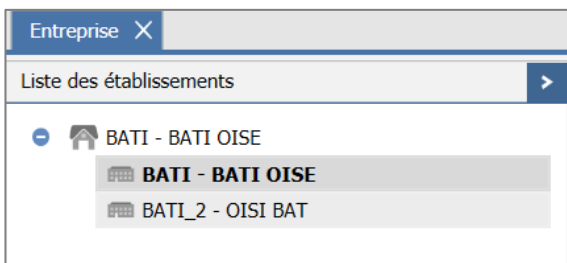 Entreprise
Liste des établissements
BATI - BATI OISE
BATI - BATI OISE
BATI_2 - OISI BAT